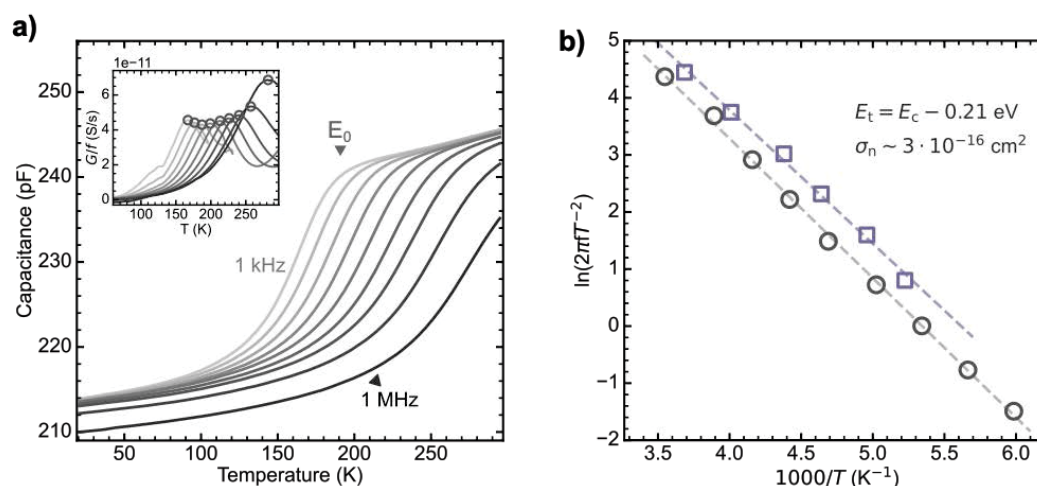 a)
Capacitance (pF)
250
240
230
220
210
50
100
150
200
250
Temperature (K)
1 kHz
E₀
1 MHz
1e−11
G/f (S/s)
6
4
2
0
100
150
200
250
T (K)
b)
ln(2πfT⁻²)
5
4
3
2
1
0
−1
−2
3.5
4.0
4.5
5.0
5.5
6.0
1000/T (K⁻¹)
Eₜ = E_c − 0.21 eV
σₙ ~ 3 · 10⁻¹⁶ cm²